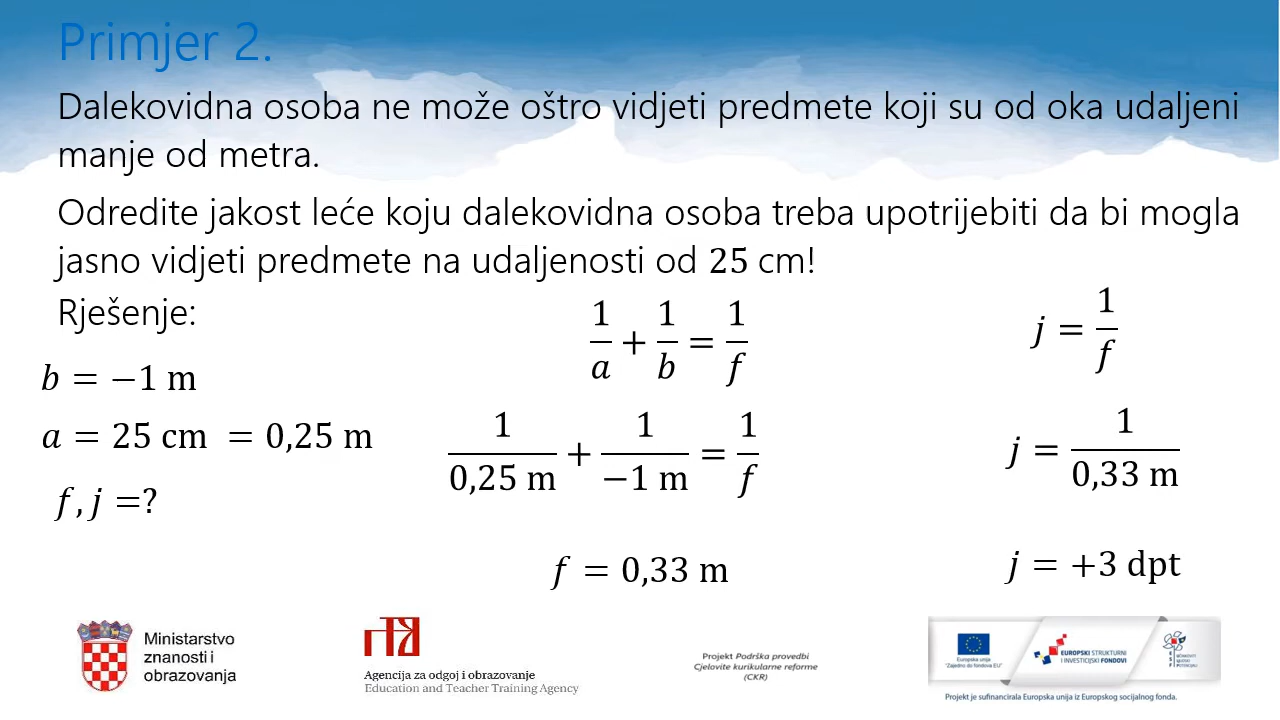 Primjer 2.
Dalekovidna osoba ne može oštro vidjeti predmete koji su od oka udaljeni
manje od metra.
Odredite jakost leće koju dalekovidna osoba treba upotrijebiti da bi mogla
jasno vidjeti predmete na udaljenosti od 25 cm!
Rješenje:
b = −1 m
a = 25 cm = 0,25 m
f, j =?
1/a + 1/b = 1/f
1/(0,25 m) + 1/(−1 m) = 1/f
f = 0,33 m
j = 1/f
j = 1/(0,33 m)
j = +3 dpt
Ministarstvo
znanosti i
obrazovanja
Agencija za odgoj i obrazovanje
Education and Teacher Training Agency
Projekt Podrška provedbi
Cjelovite kurikularne reforme
(CKR)
Europska unija
"Zajedno do fondova EU"
EUROPSKI STRUKTURNI
I INVESTICIJSKI FONDOVI
Projekt je sufinancirala Europska unija iz Europskog socijalnog fonda.